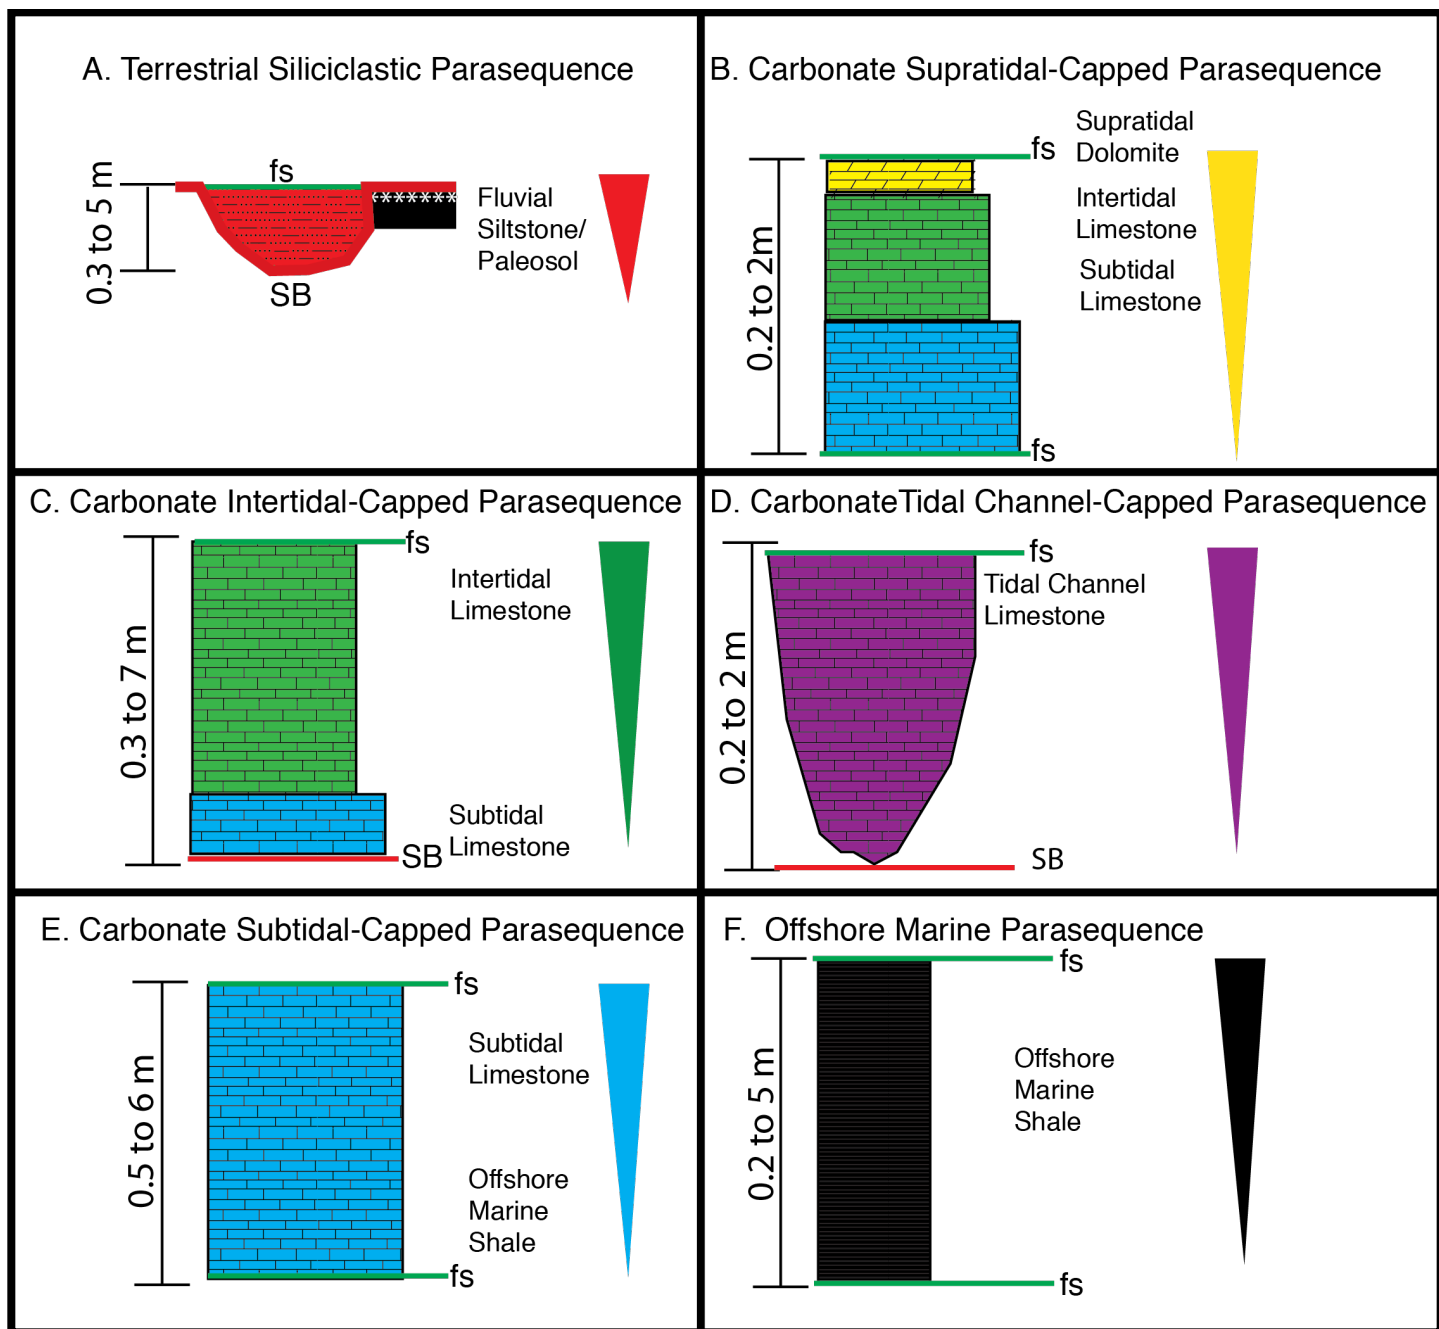 A. Terrestrial Siliciclastic Parasequence
fs
0.3 to 5 m
Fluvial
Siltstone/
Paleosol
*******
SB
B. Carbonate Supratidal-Capped Parasequence
fs
Supratidal
Dolomite
Intertidal
Limestone
Subtidal
Limestone
0.2 to 2m
fs
C. Carbonate Intertidal-Capped Parasequence
fs
Intertidal
Limestone
0.3 to 7 m
Subtidal
Limestone
SB
D. CarbonateTidal Channel-Capped Parasequence
fs
Tidal Channel
Limestone
0.2 to 2 m
SB
E. Carbonate Subtidal-Capped Parasequence
fs
Subtidal
Limestone
0.5 to 6 m
Offshore
Marine
Shale
fs
F. Offshore Marine Parasequence
fs
Offshore
Marine
Shale
0.2 to 5 m
fs